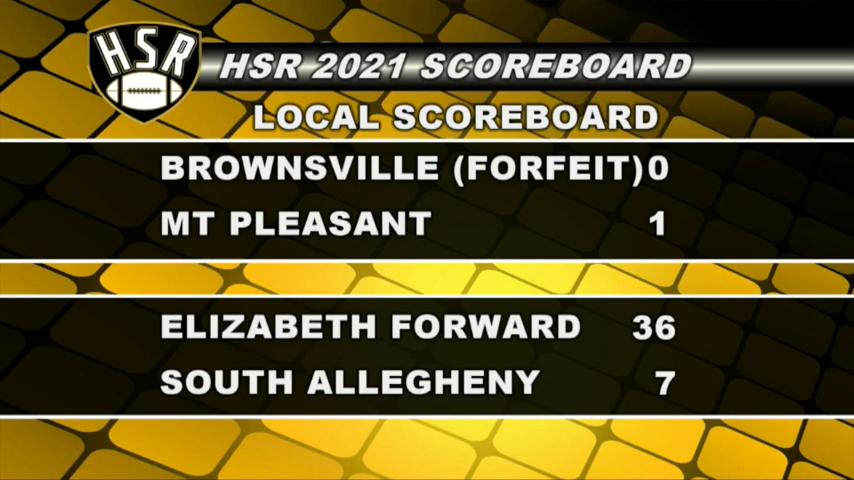 HSR
HSR 2021 SCOREBOARD
LOCAL SCOREBOARD
BROWNSVILLE (FORFEIT) 0
MT PLEASANT 1
ELIZABETH FORWARD 36
SOUTH ALLEGHENY 7